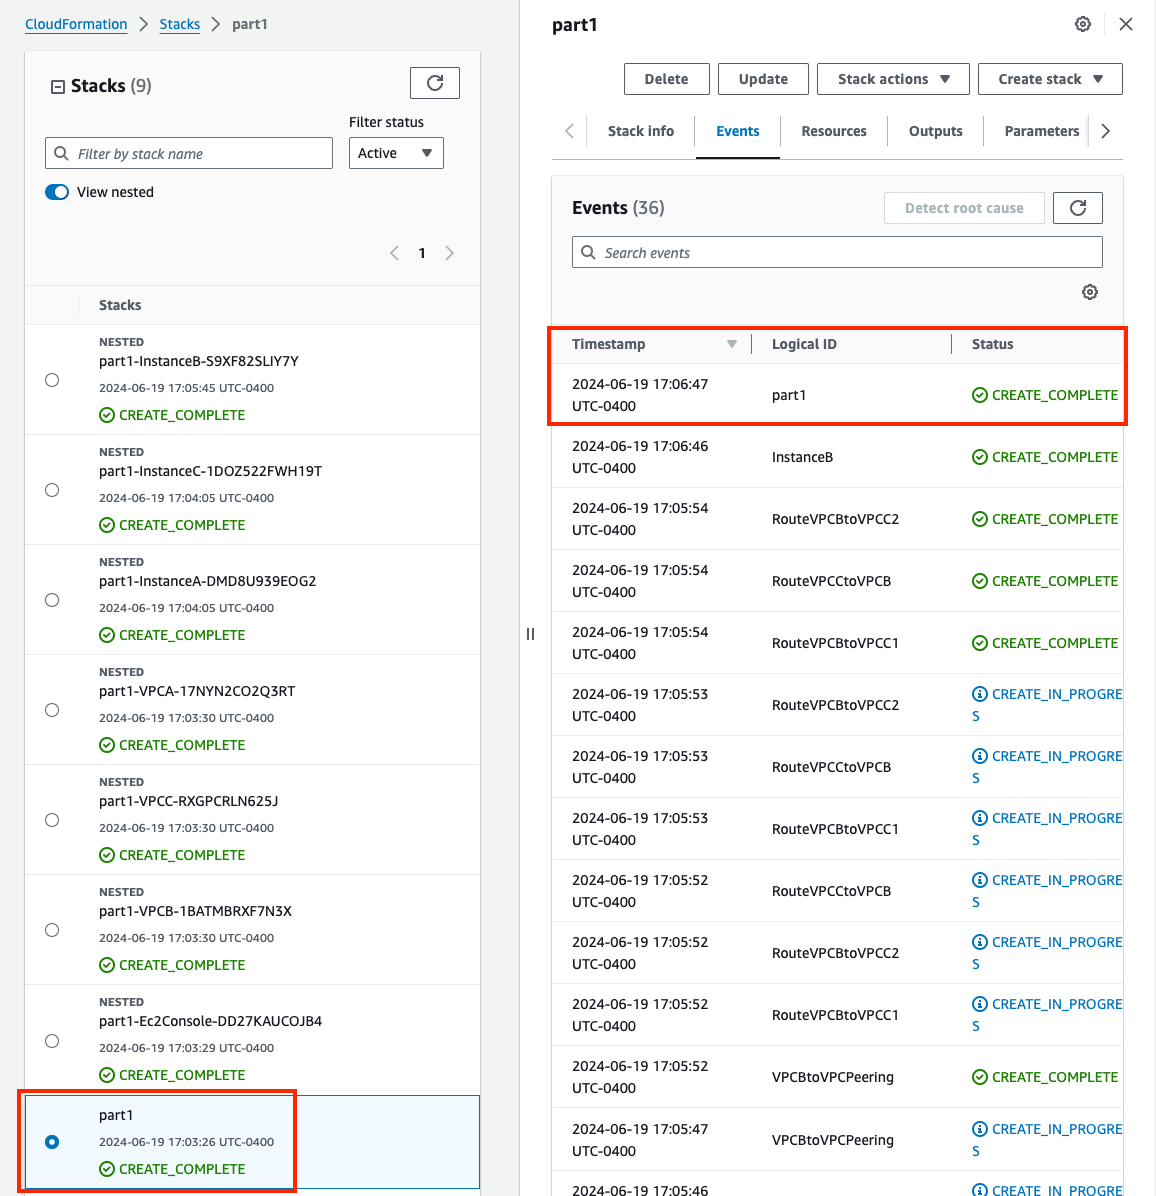 CloudFormation > Stacks > part1
Stacks (9)
Filter status
Filter by stack name
Active
View nested
1
Stacks
NESTED
part1-InstanceB-S9XF82SLIY7Y
2024-06-19 17:05:45 UTC-0400
CREATE_COMPLETE
NESTED
part1-InstanceC-1DOZ522FWH19T
2024-06-19 17:04:05 UTC-0400
CREATE_COMPLETE
NESTED
part1-InstanceA-DMD8U939EOG2
2024-06-19 17:04:05 UTC-0400
CREATE_COMPLETE
NESTED
part1-VPCA-17NYN2CO2Q3RT
2024-06-19 17:03:30 UTC-0400
CREATE_COMPLETE
NESTED
part1-VPCC-RXGPCRLN625J
2024-06-19 17:03:30 UTC-0400
CREATE_COMPLETE
NESTED
part1-VPCB-1BATMBRXF7N3X
2024-06-19 17:03:30 UTC-0400
CREATE_COMPLETE
NESTED
part1-Ec2Console-DD27KAUCOJB4
2024-06-19 17:03:29 UTC-0400
CREATE_COMPLETE
part1
2024-06-19 17:03:26 UTC-0400
CREATE_COMPLETE
part1
Delete
Update
Stack actions
Create stack
Stack info
Events
Resources
Outputs
Parameters
Events (36)
Detect root cause
Search events
Timestamp Logical ID Status
2024-06-19 17:06:47
UTC-0400
part1
CREATE_COMPLETE
2024-06-19 17:06:46
UTC-0400
InstanceB
CREATE_COMPLETE
2024-06-19 17:05:54
UTC-0400
RouteVPCBtoVPCC2
CREATE_COMPLETE
2024-06-19 17:05:54
UTC-0400
RouteVPCCtoVPCB
CREATE_COMPLETE
2024-06-19 17:05:54
UTC-0400
RouteVPCBtoVPCC1
CREATE_COMPLETE
2024-06-19 17:05:53
UTC-0400
RouteVPCBtoVPCC2
CREATE_IN_PROGRE
S
2024-06-19 17:05:53
UTC-0400
RouteVPCCtoVPCB
CREATE_IN_PROGRE
S
2024-06-19 17:05:53
UTC-0400
RouteVPCBtoVPCC1
CREATE_IN_PROGRE
S
2024-06-19 17:05:52
UTC-0400
RouteVPCCtoVPCB
CREATE_IN_PROGRE
S
2024-06-19 17:05:52
UTC-0400
RouteVPCBtoVPCC2
CREATE_IN_PROGRE
S
2024-06-19 17:05:52
UTC-0400
RouteVPCBtoVPCC1
CREATE_IN_PROGRE
S
2024-06-19 17:05:52
UTC-0400
VPCBtoVPCPeering
CREATE_COMPLETE
2024-06-19 17:05:47
UTC-0400
VPCBtoVPCPeering
CREATE_IN_PROGRE
S
2024-06-19 17:05:46
CREATE_IN_PROGRE